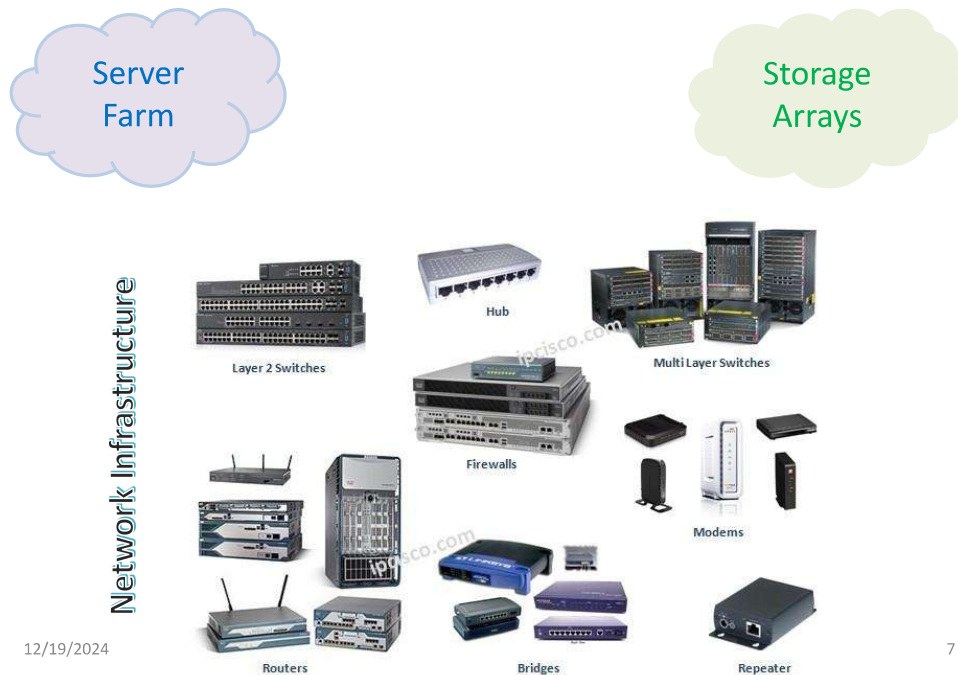 Server
Farm
Storage
Arrays
Network Infrastructure
Layer 2 Switches
Hub
ipcisco.com
Multi Layer Switches
Firewalls
Modems
ipcisco.com
LINKSYS
Routers
Bridges
Repeater
12/19/2024
7